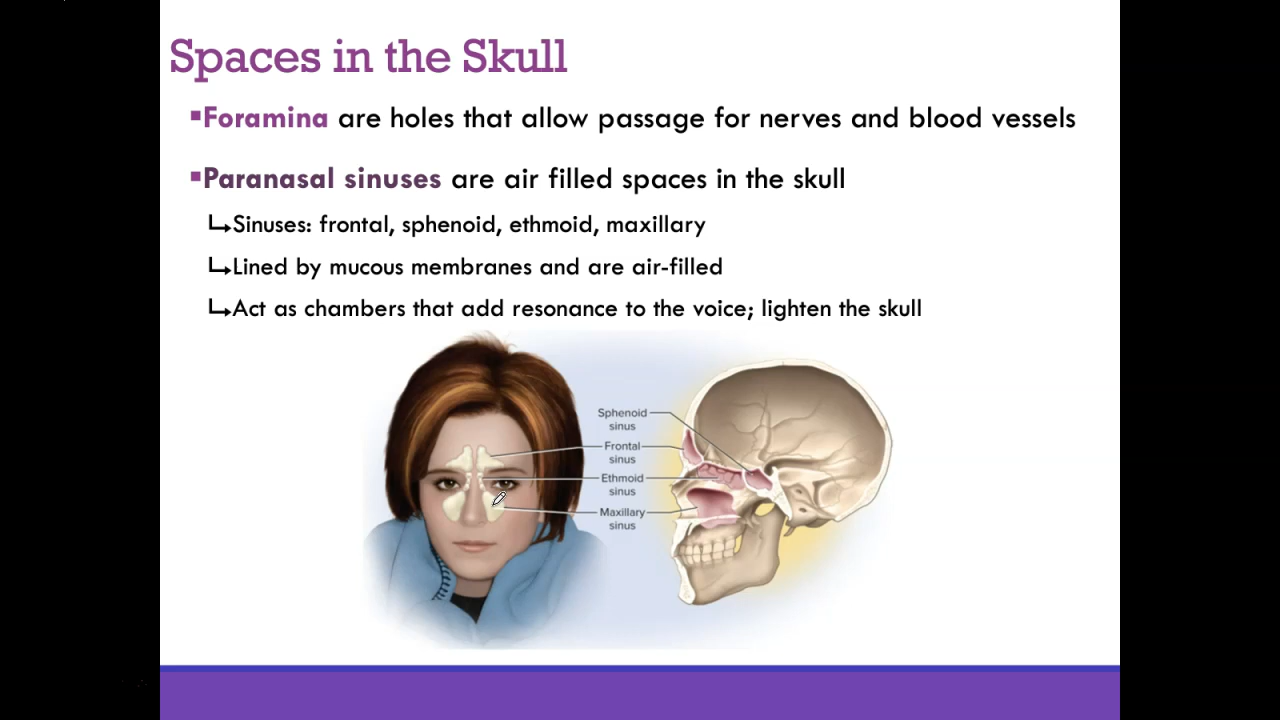 Spaces in the Skull
▪Foramina are holes that allow passage for nerves and blood vessels
▪Paranasal sinuses are air filled spaces in the skull
↳Sinuses: frontal, sphenoid, ethmoid, maxillary
↳Lined by mucous membranes and are air-filled
↳Act as chambers that add resonance to the voice; lighten the skull
Sphenoid
sinus
Frontal
sinus
Ethmoid
sinus
Maxillary
sinus